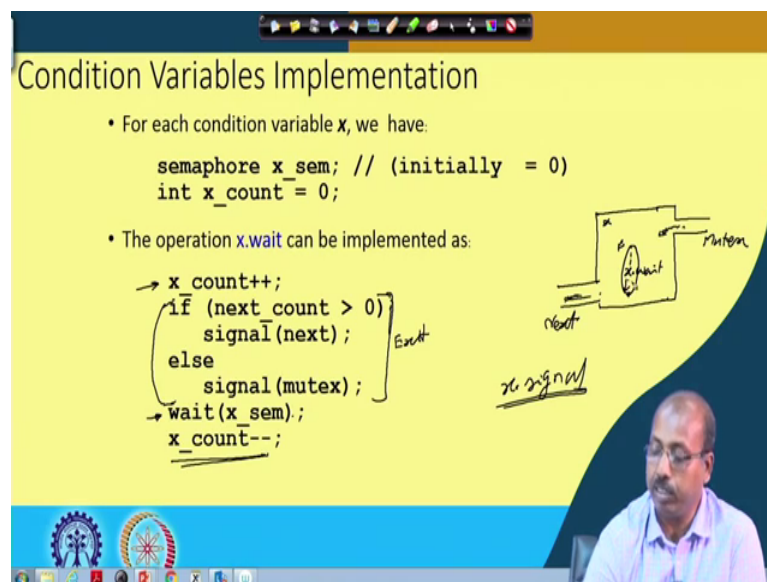 Condition Variables Implementation
• For each condition variable x, we have:
semaphore x_sem; // (initially = 0)
int x_count = 0;
• The operation x.wait can be implemented as:
x_count++;
if (next_count > 0)
signal(next);
else
signal(mutex);
wait(x_sem);
x_count--;
Exit
x
x.wait
Mutex
Next
x.signal